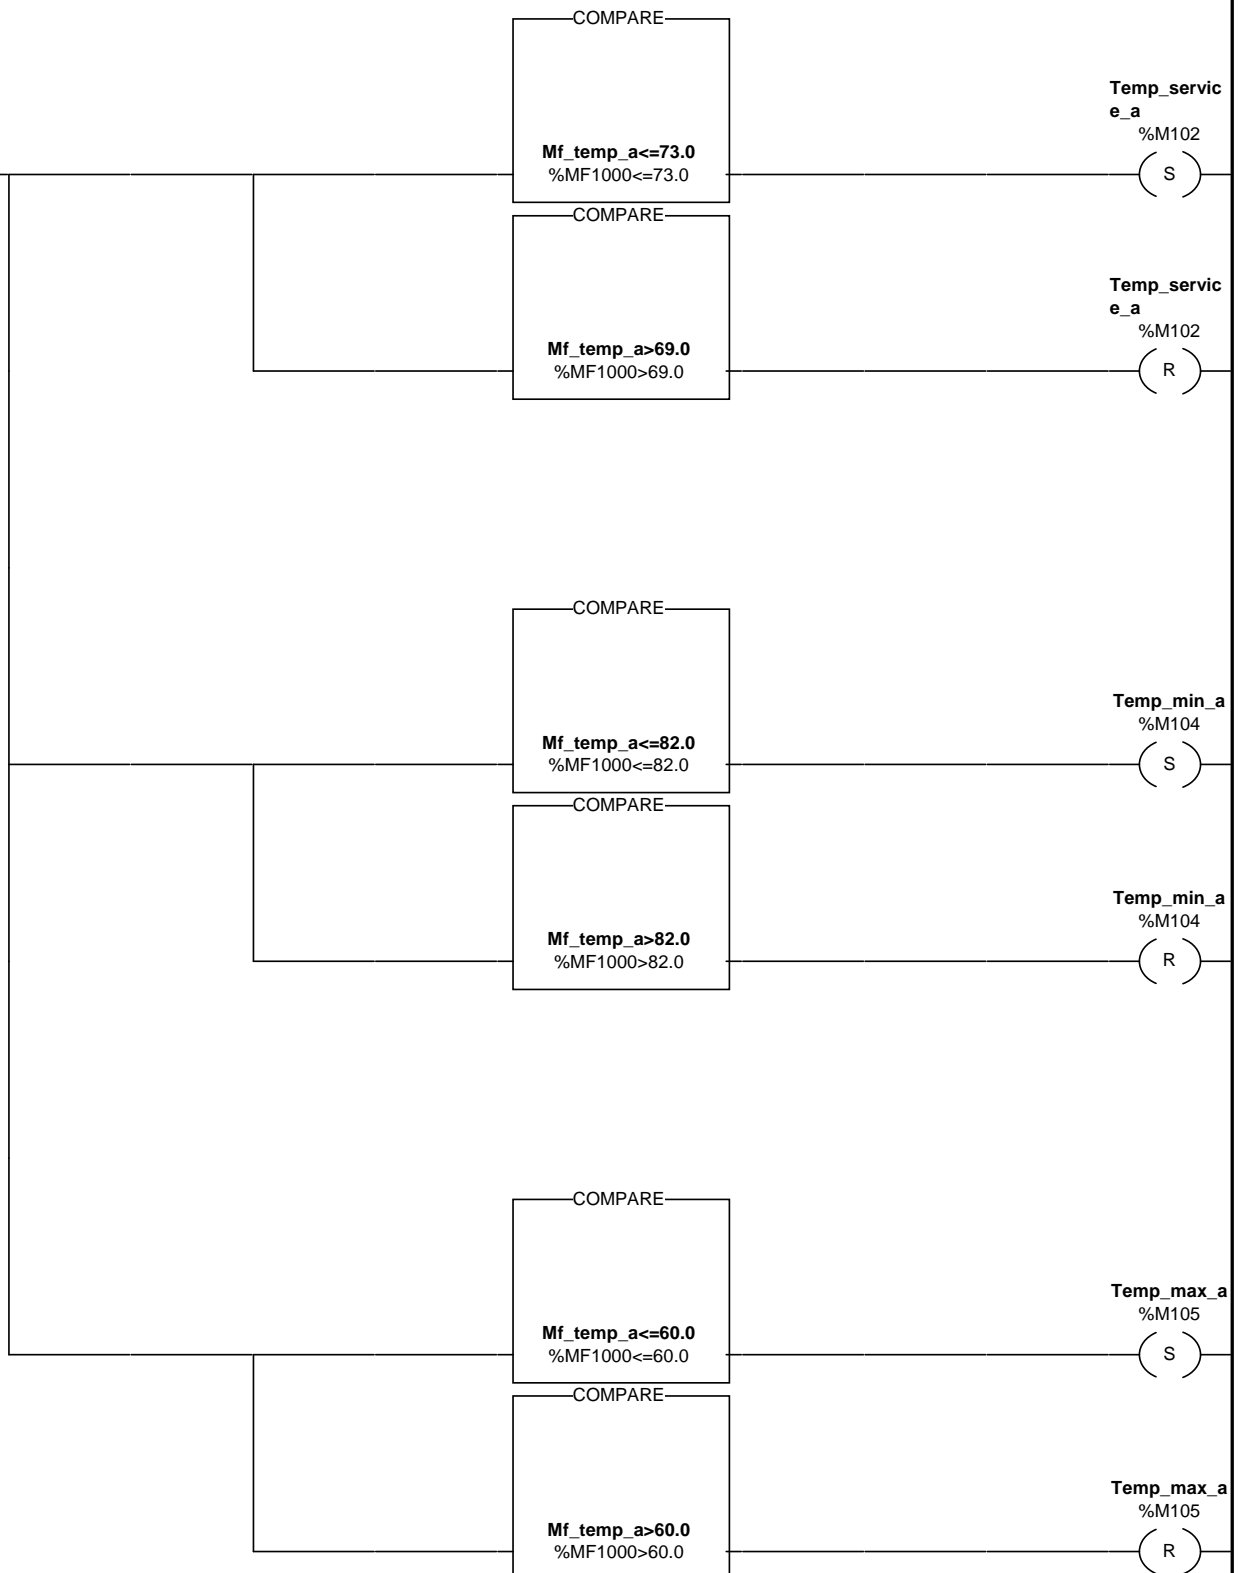 COMPARE
Temp_servic
e_a
%M102
Mf_temp_a<=73.0
%MF1000<=73.0
S
COMPARE
Temp_servic
e_a
%M102
Mf_temp_a>69.0
%MF1000>69.0
R
COMPARE
Temp_min_a
%M104
Mf_temp_a<=82.0
%MF1000<=82.0
S
COMPARE
Temp_min_a
%M104
Mf_temp_a>82.0
%MF1000>82.0
R
COMPARE
Temp_max_a
%M105
Mf_temp_a<=60.0
%MF1000<=60.0
S
COMPARE
Temp_max_a
%M105
Mf_temp_a>60.0
%MF1000>60.0
R